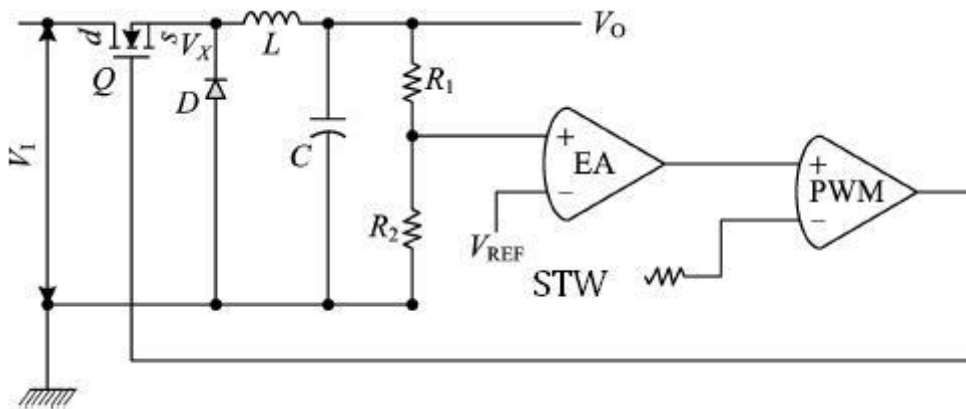 d
s
V_X
L
V_O
Q
D
R_1
V_I
C
+
EA
−
+
PWM
−
R_2
V_REF
STW